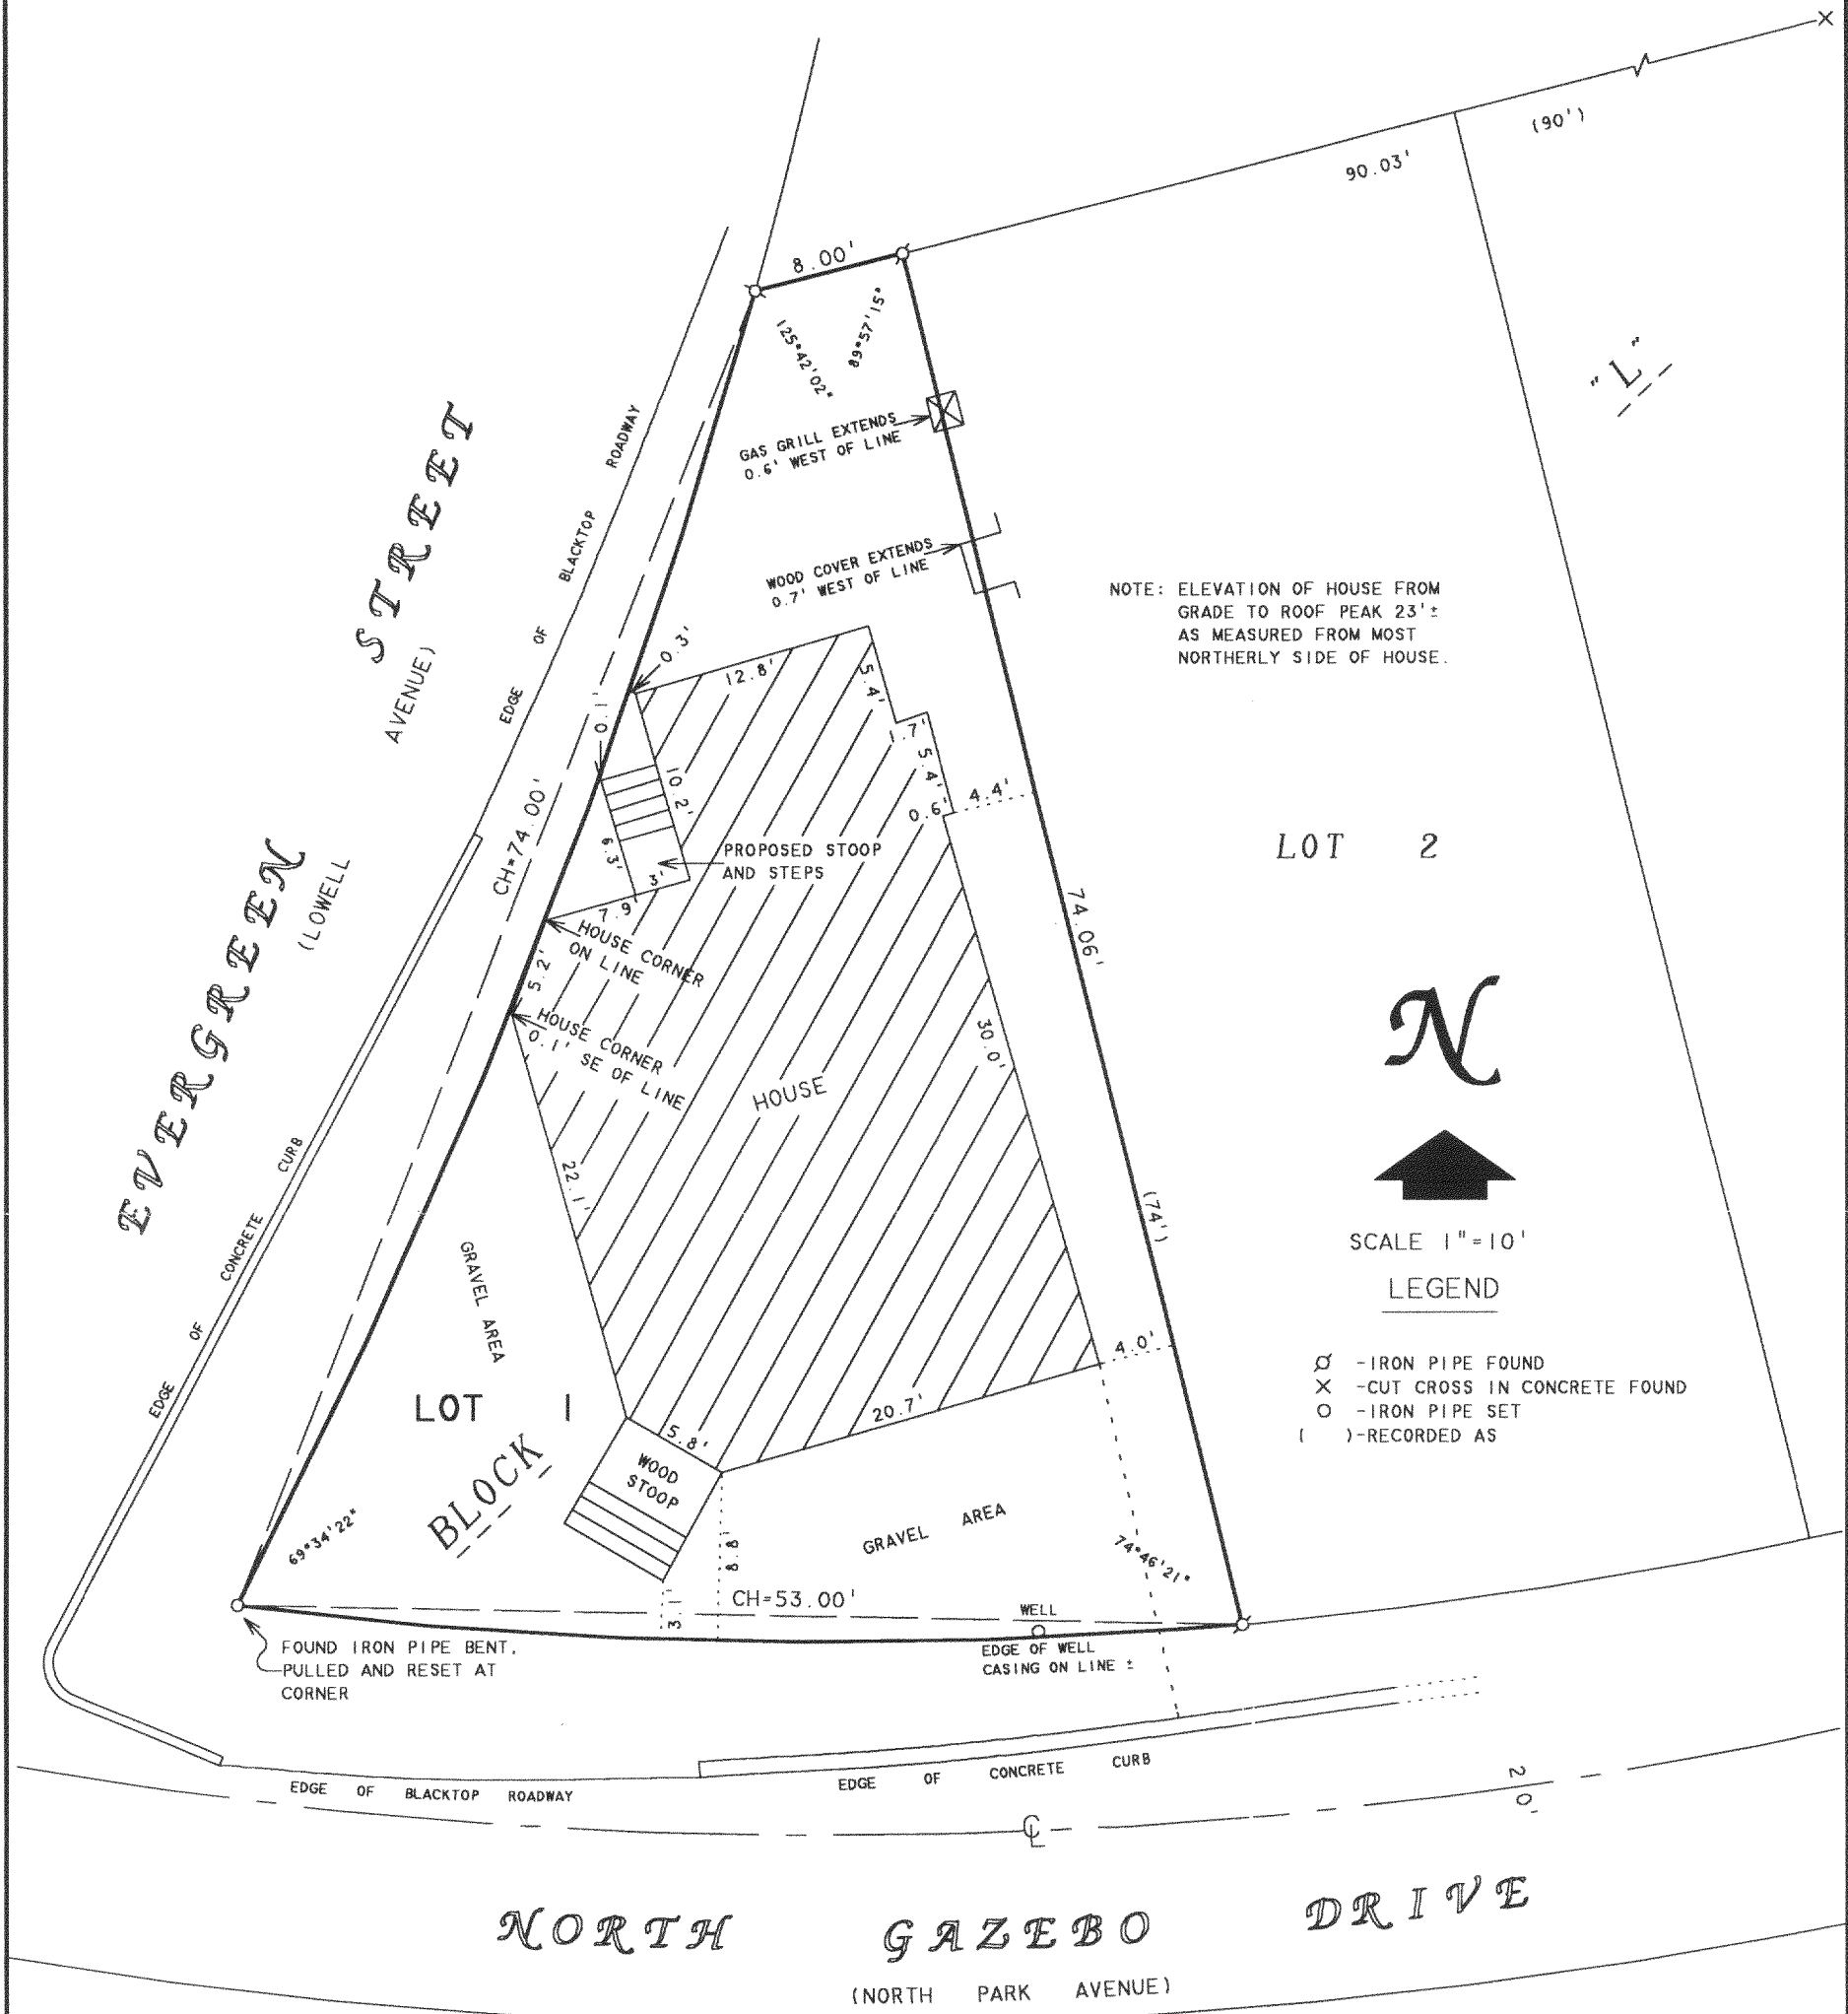 (90')
90.03'
8.00'
125°42'02"
89°57'15"
"L"
GAS GRILL EXTENDS
0.6' WEST OF LINE
WOOD COVER EXTENDS
0.7' WEST OF LINE
NOTE: ELEVATION OF HOUSE FROM
GRADE TO ROOF PEAK 23'±
AS MEASURED FROM MOST
NORTHERLY SIDE OF HOUSE.
EVERGREEN STREET
(LOWELL AVENUE)
EDGE OF BLACKTOP ROADWAY
EDGE OF CONCRETE CURB
CH=74.00'
0.3'
0.1'
12.8'
5.4'
1.7'
5.4'
0.6'
4.4'
10.2'
6.3'
3'
7.9'
PROPOSED STOOP
AND STEPS
HOUSE CORNER
ON LINE
5.2'
HOUSE CORNER
0.1' SE OF LINE
HOUSE
22.1'
30.0'
74.06'
(74')
LOT 2
N
SCALE 1"=10'
LEGEND
-IRON PIPE FOUND
X -CUT CROSS IN CONCRETE FOUND
O -IRON PIPE SET
( )-RECORDED AS
GRAVEL AREA
LOT 1
BLOCK
4.0'
20.7'
5.8'
WOOD
STOOP
GRAVEL AREA
69°34'22"
74°46'21"
8.8'
3.1'
CH=53.00'
WELL
EDGE OF WELL
CASING ON LINE ±
FOUND IRON PIPE BENT,
PULLED AND RESET AT
CORNER
EDGE OF BLACKTOP ROADWAY
EDGE OF CONCRETE CURB
20'
CL
NORTH GAZEBO DRIVE
(NORTH PARK AVENUE)